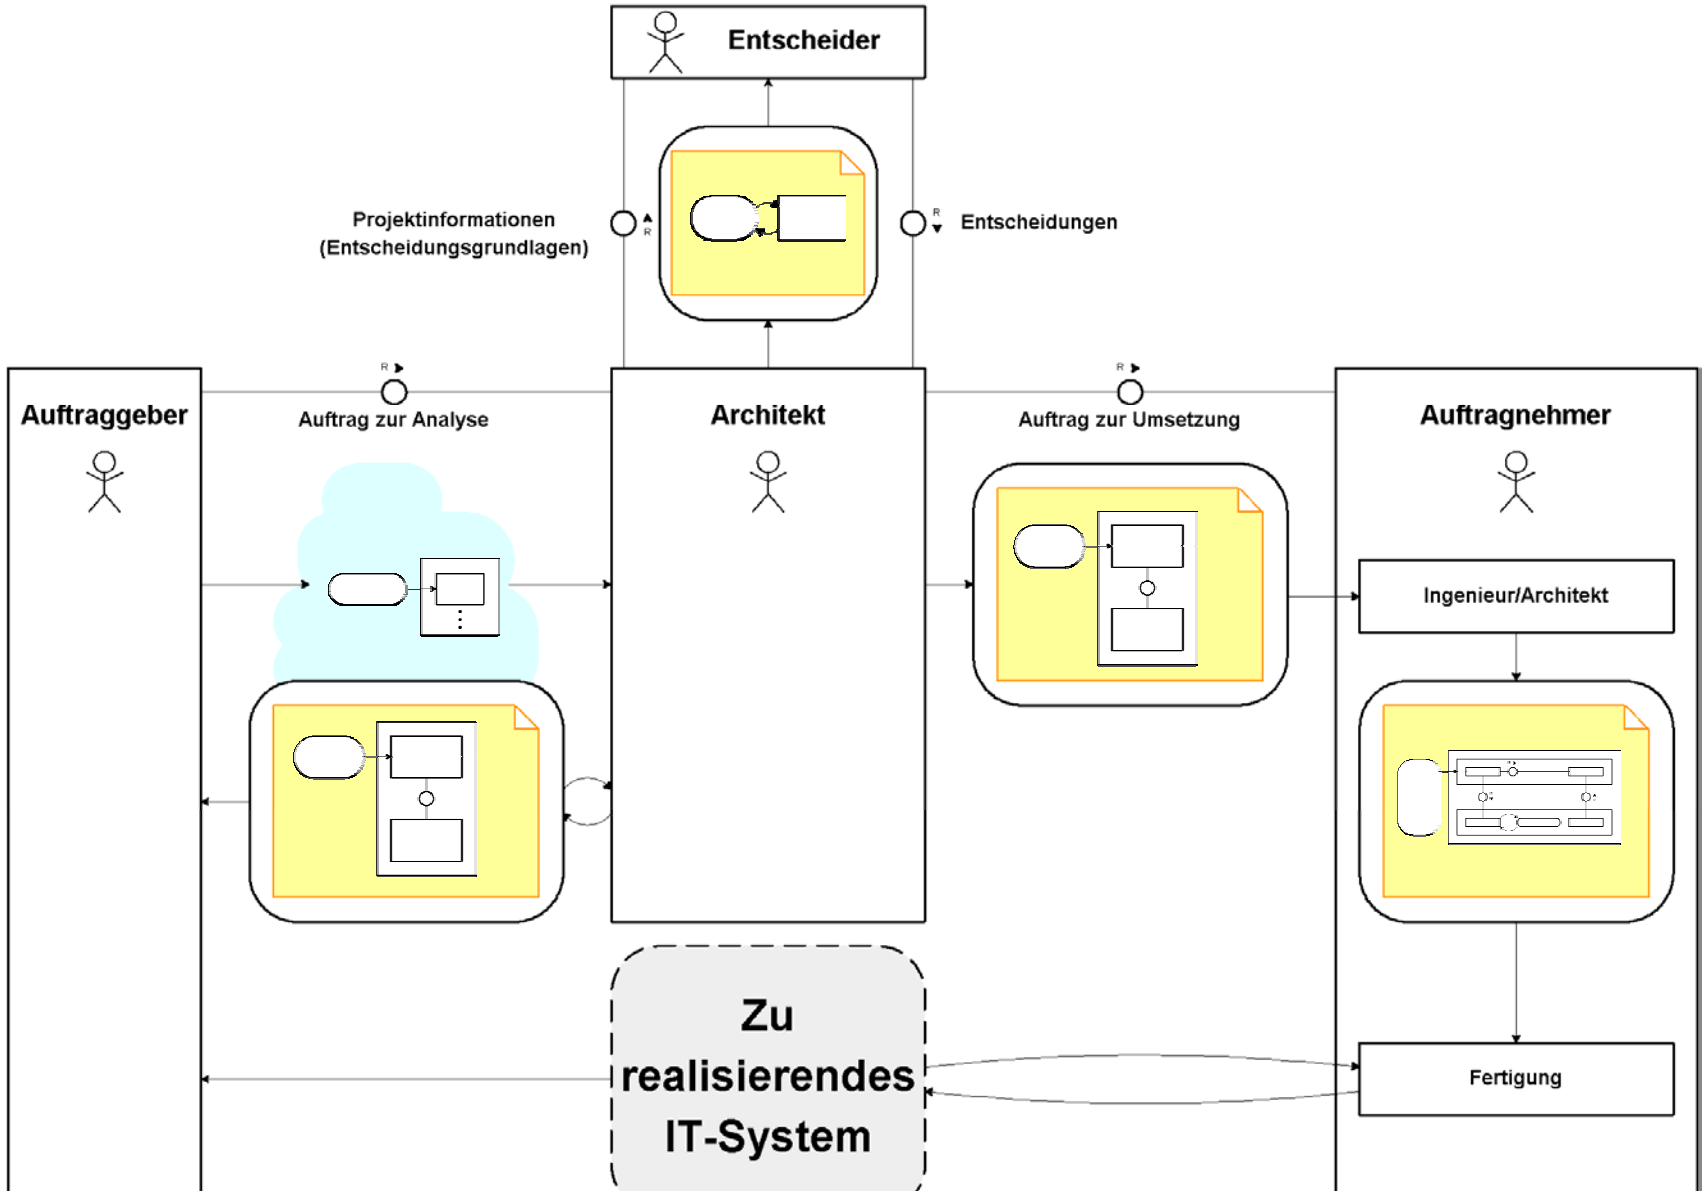 Entscheider
Projektinformationen
(Entscheidungsgrundlagen)
R
R
Entscheidungen
R
R
Auftraggeber
Auftrag zur Analyse
Architekt
Auftrag zur Umsetzung
Auftragnehmer
Ingenieur/Architekt
Zu
realisierendes
IT-System
Fertigung